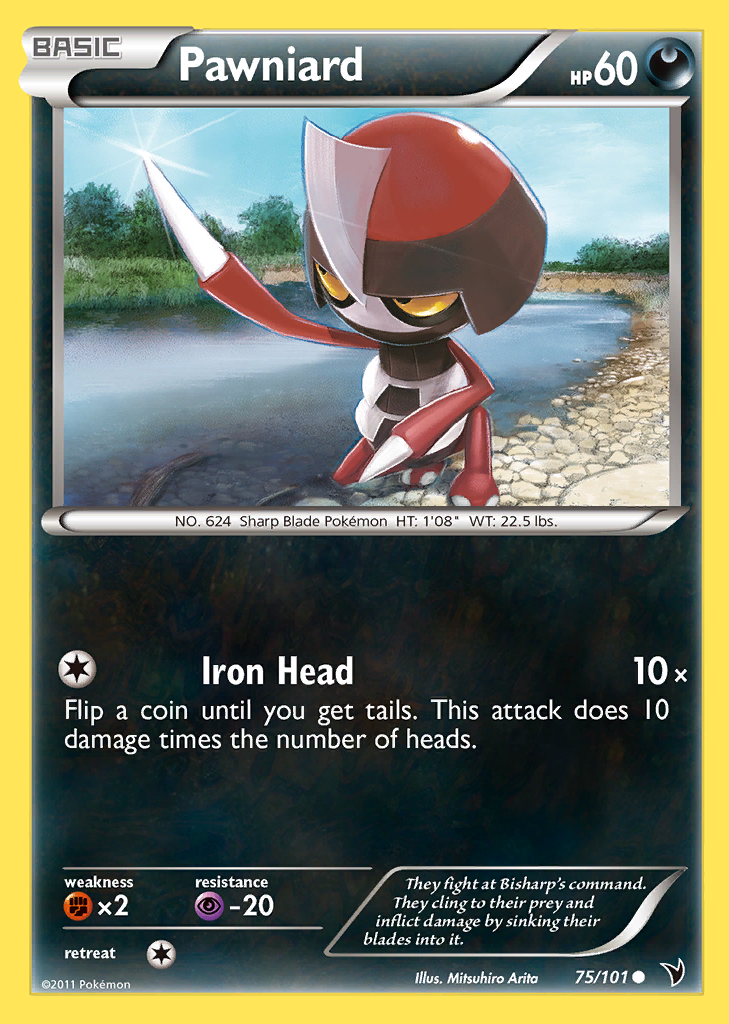 BASIC
Pawniard
HP60
NO. 624 Sharp Blade Pokémon HT: 1'08" WT: 22.5 lbs.
Iron Head 10×
Flip a coin until you get tails. This attack does 10
damage times the number of heads.
weakness
×2
resistance
-20
They fight at Bisharp's command.
They cling to their prey and
inflict damage by sinking their
blades into it.
retreat
©2011 Pokémon
Illus. Mitsuhiro Arita
75/101